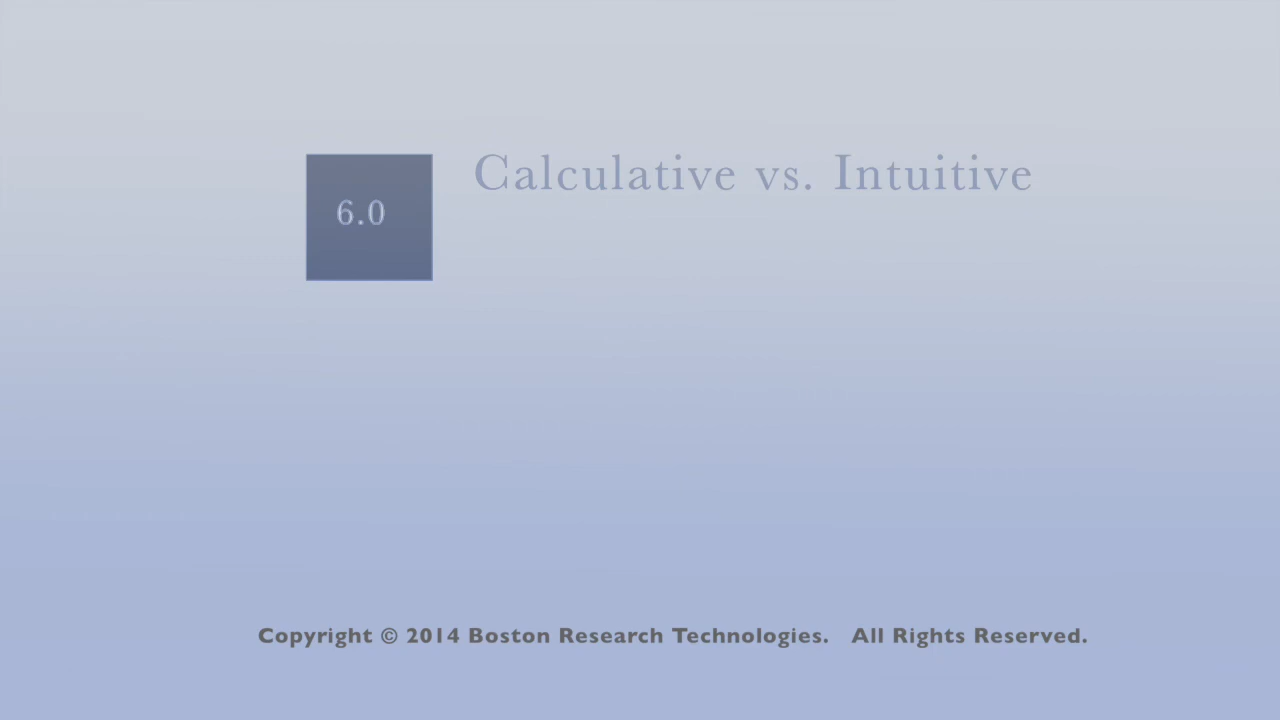 6.0
Calculative vs. Intuitive
Copyright © 2014 Boston Research Technologies. All Rights Reserved.